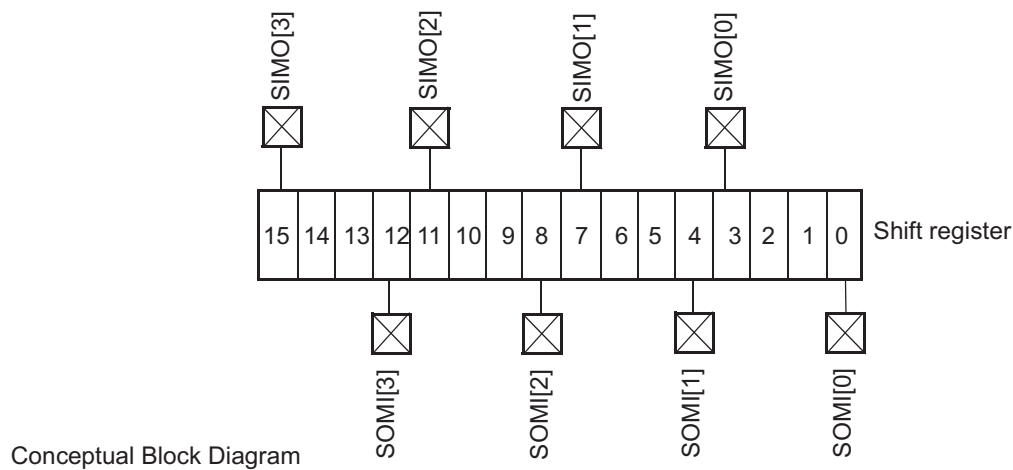 SIMO[3]
SIMO[2]
SIMO[1]
SIMO[0]
15 14 13 12 11 10 9 8 7 6 5 4 3 2 1 0
Shift register
SOMI[3]
SOMI[2]
SOMI[1]
SOMI[0]
Conceptual Block Diagram